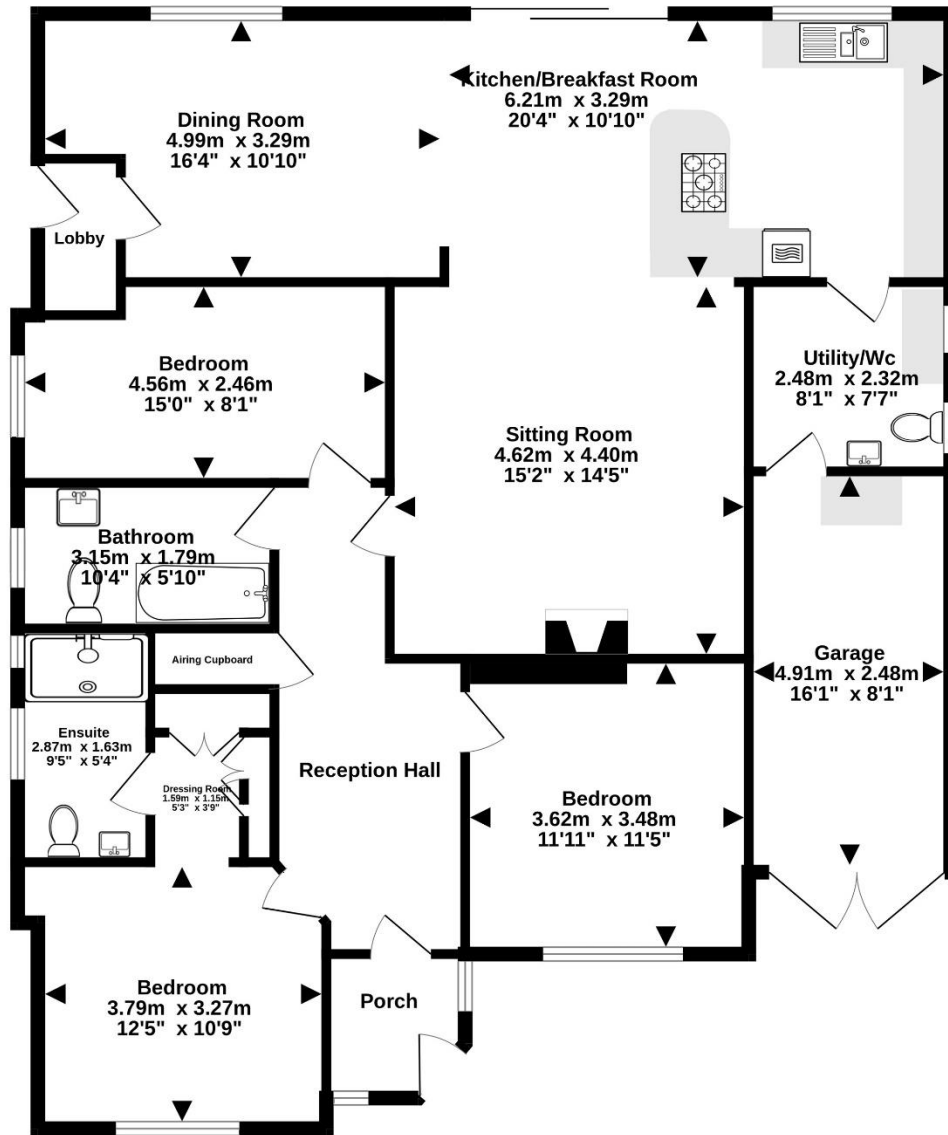 Dining Room
4.99m x 3.29m
16'4" x 10'10"
Kitchen/Breakfast Room
6.21m x 3.29m
20'4" x 10'10"
Lobby
Bedroom
4.56m x 2.46m
15'0" x 8'1"
Utility/Wc
2.48m x 2.32m
8'1" x 7'7"
Sitting Room
4.62m x 4.40m
15'2" x 14'5"
Bathroom
3.15m x 1.79m
10'4" x 5'10"
Airing Cupboard
Garage
4.91m x 2.48m
16'1" x 8'1"
Ensuite
2.87m x 1.63m
9'5" x 5'4"
Dressing Room
1.59m x 1.15m
5'3" x 3'9"
Reception Hall
Bedroom
3.62m x 3.48m
11'11" x 11'5"
Bedroom
3.79m x 3.27m
12'5" x 10'9"
Porch